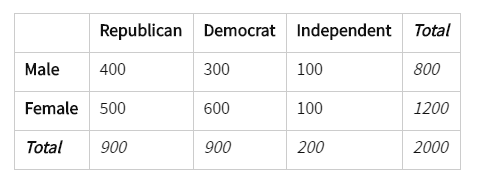 Republican Democrat Independent Total
Male 400 300 100 800
Female 500 600 100 1200
Total 900 900 200 2000